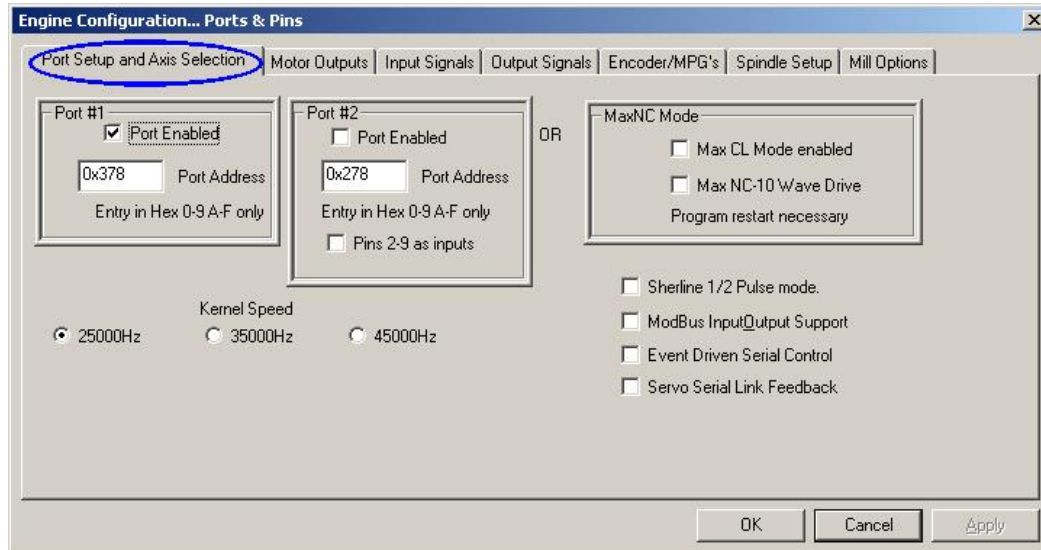 Engine Configuration... Ports & Pins
Port Setup and Axis Selection
Motor Outputs
Input Signals
Output Signals
Encoder/MPG's
Spindle Setup
Mill Options
Port #1
Port Enabled
0x378
Port Address
Entry in Hex 0-9 A-F only
Port #2
Port Enabled
0x278
Port Address
Entry in Hex 0-9 A-F only
Pins 2-9 as inputs
OR
MaxNC Mode
Max CL Mode enabled
Max NC-10 Wave Drive
Program restart necessary
Kernel Speed
25000Hz
35000Hz
45000Hz
Sherline 1/2 Pulse mode.
ModBus InputOutput Support
Event Driven Serial Control
Servo Serial Link Feedback
OK
Cancel
Apply